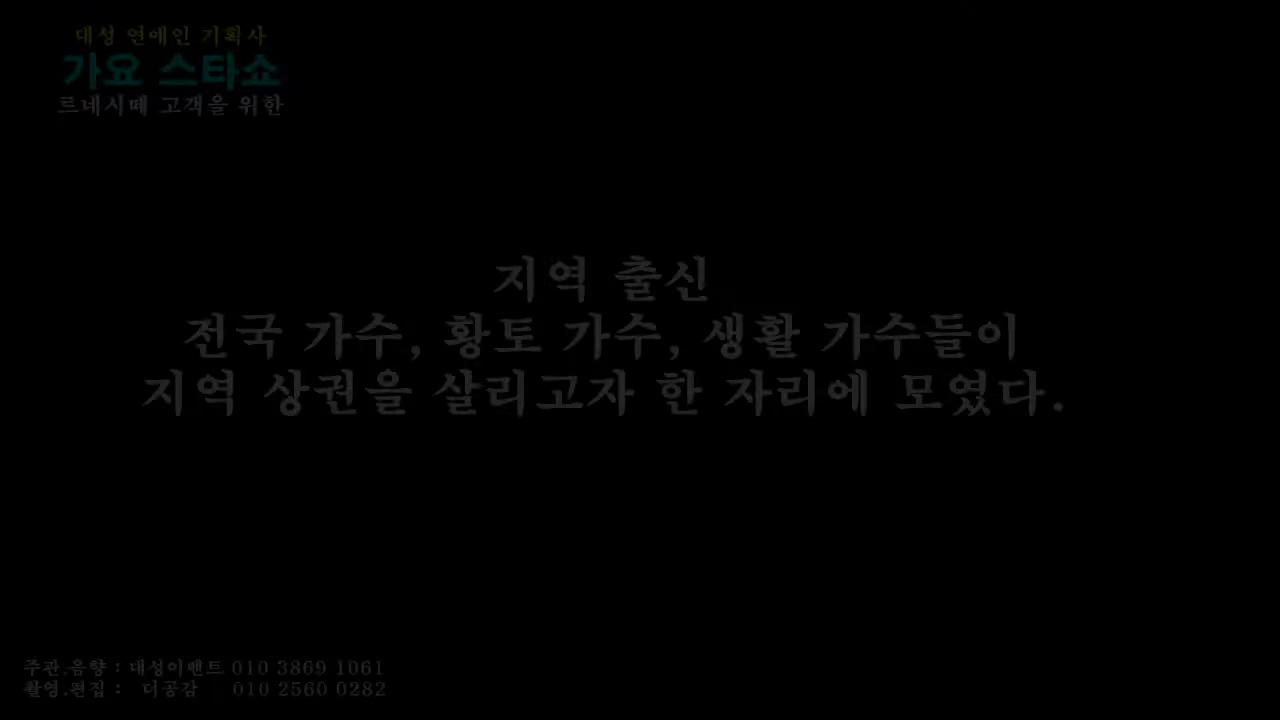 대성 연예인 기획사
가요 스타쇼
르네시떼 고객을 위한
지역 출신
전국 가수, 황토 가수, 생활 가수들이
지역 상권을 살리고자 한 자리에 모였다.
주관.음향 : 대성이벤트 010 3869 1061
촬영.편집 : 더공감 010 2560 0282